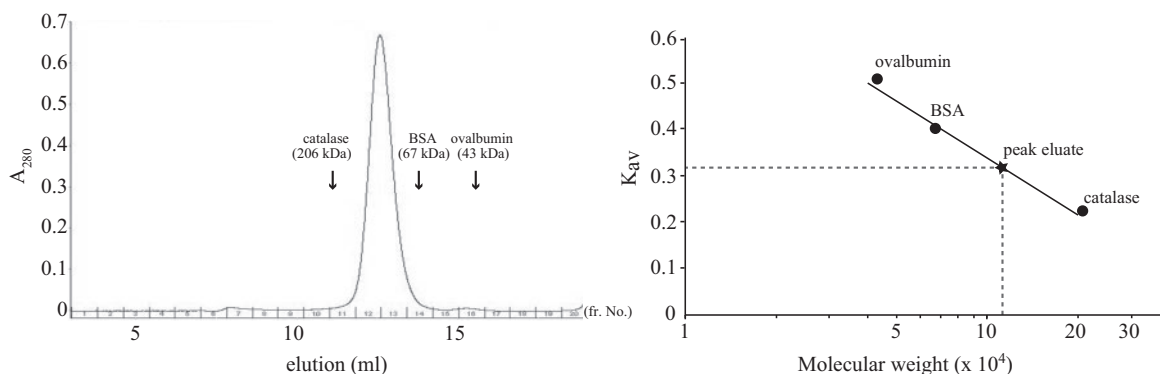 0.7
0.6
0.5
0.4
0.3
0.2
0.1
0
A280
catalase
(206 kDa)
BSA
(67 kDa)
ovalbumin
(43 kDa)
1 2 3 4 5 6 7 8 9 10 11 12 13 14 15 16 17 18 19 20
(fr. No.)
5 10 15
elution (ml)
0.6
0.5
0.4
0.3
0.2
0.1
0
Kav
ovalbumin
BSA
peak eluate
catalase
1 5 10 20 30
Molecular weight (x 10⁴)